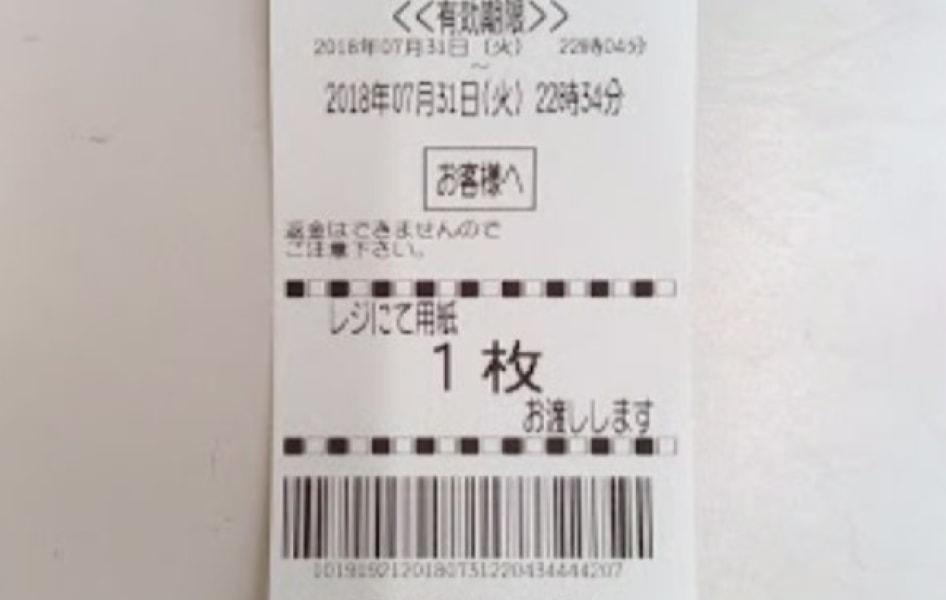 <<有効期限>>
2018年07月31日（火） 22時04分
～
2018年07月31日(火) 22時34分
お客様へ
返金はできませんので
ご注意下さい。
レジにて用紙
1 枚
お渡しします